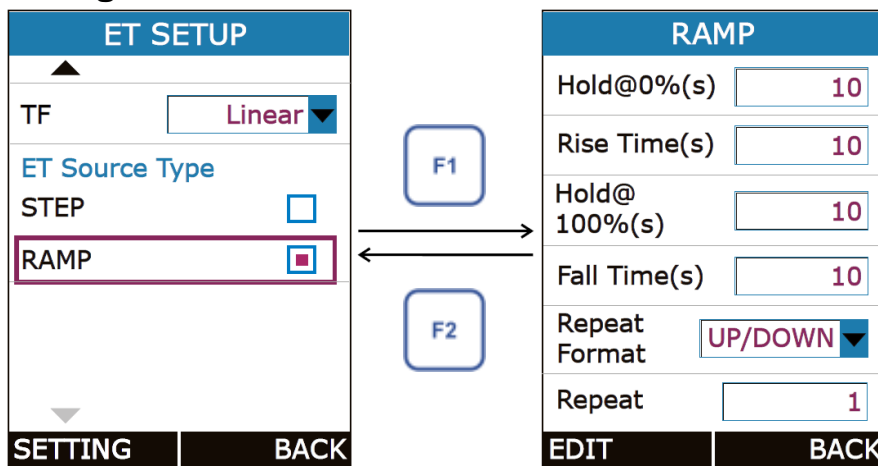 ET SETUP
TF Linear
ET Source Type
STEP
RAMP
SETTING BACK
F1
F2
RAMP
Hold@0%(s) 10
Rise Time(s) 10
Hold@
100%(s) 10
Fall Time(s) 10
Repeat
Format UP/DOWN
Repeat 1
EDIT BACK